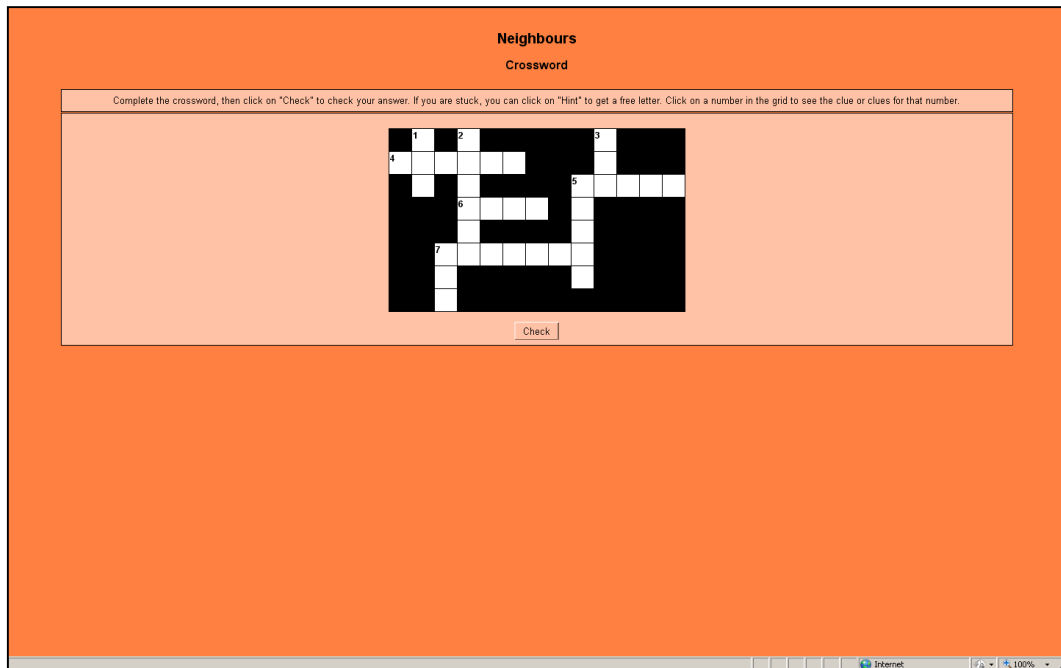 Neighbours
Crossword
Complete the crossword, then click on "Check" to check your answer. If you are stuck, you can click on "Hint" to get a free letter. Click on a number in the grid to see the clue or clues for that number.
1 2 3
4
5
6
7
Check
Internet 100%